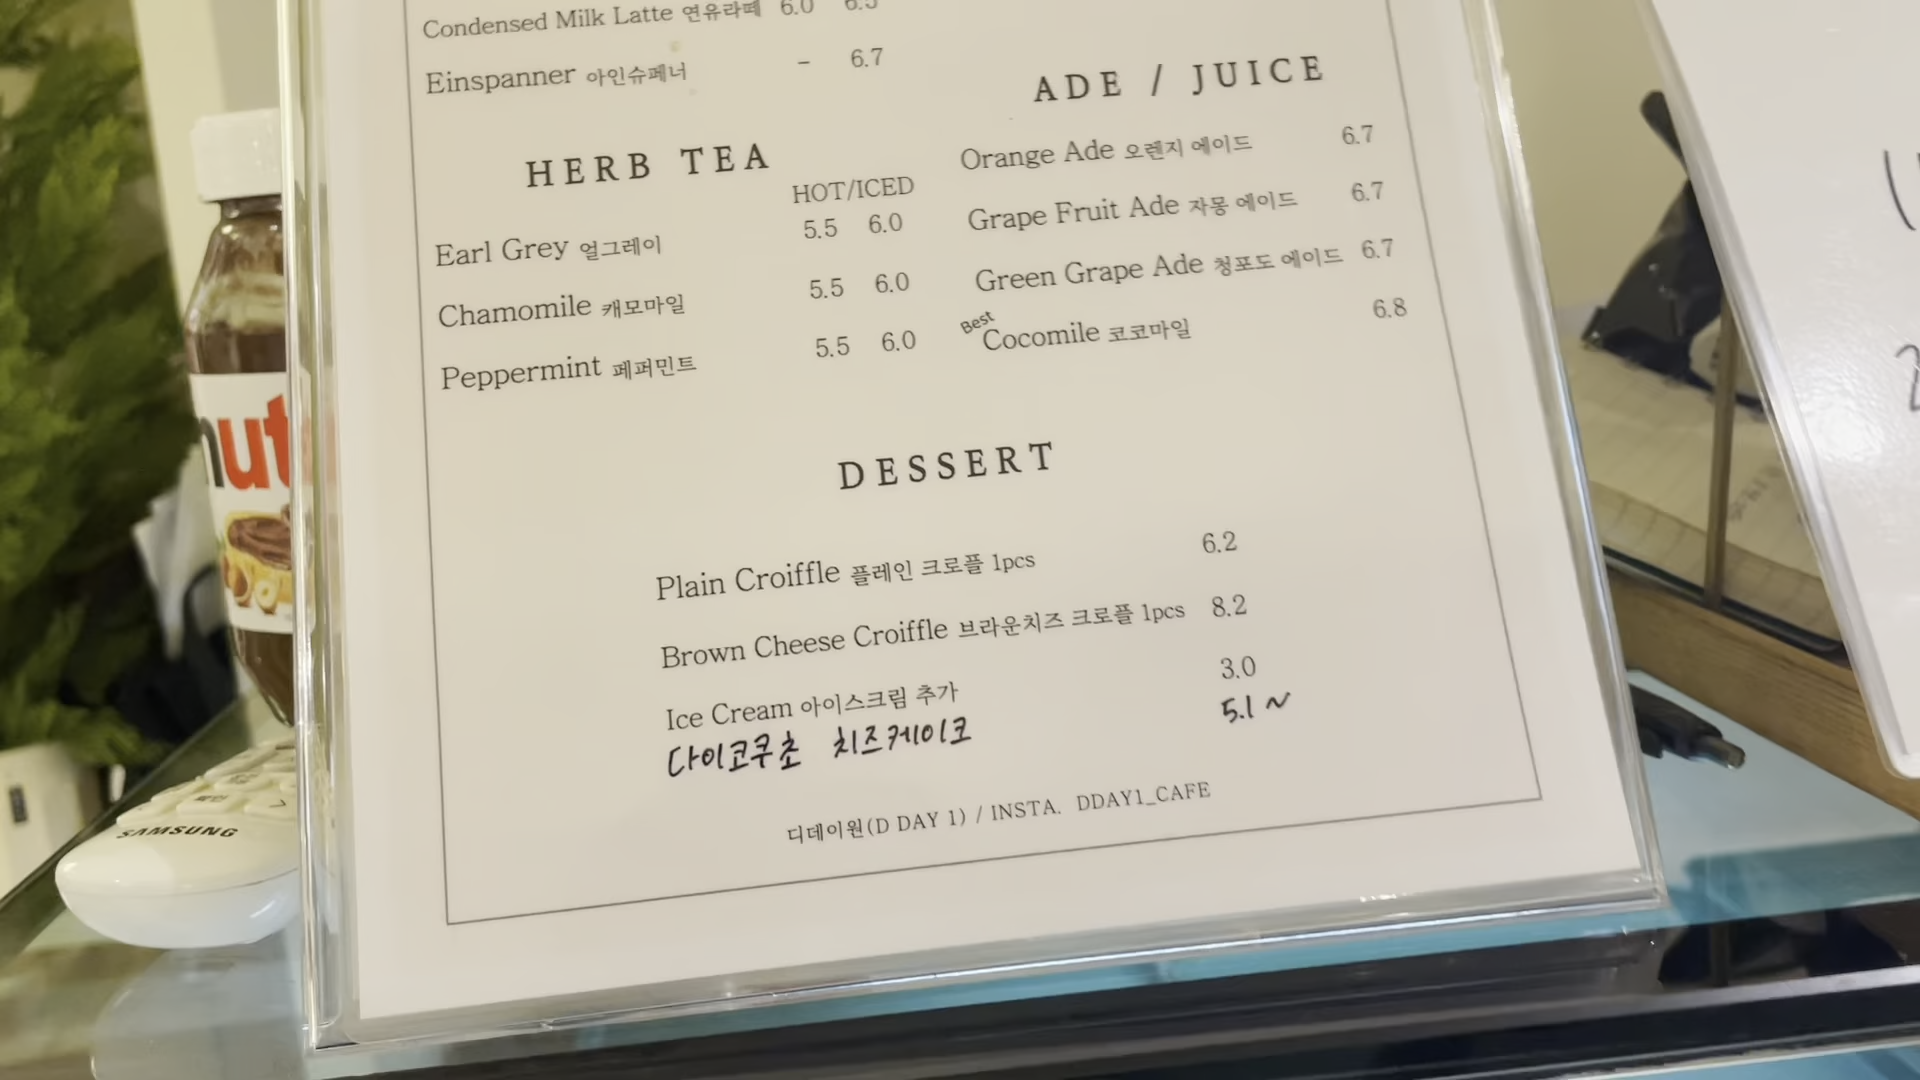 Condensed Milk Latte 연유라떼 6.0 6.5
Einspanner 아인슈페너 - 6.7
HERB TEA
HOT/ICED
Earl Grey 얼그레이 5.5 6.0
Chamomile 캐모마일 5.5 6.0
Peppermint 페퍼민트 5.5 6.0
ADE / JUICE
Orange Ade 오렌지 에이드 6.7
Grape Fruit Ade 자몽 에이드 6.7
Green Grape Ade 청포도 에이드 6.7
Best Cocomile 코코마일 6.8
DESSERT
Plain Croiffle 플레인 크로플 1pcs 6.2
Brown Cheese Croiffle 브라운치즈 크로플 1pcs 8.2
Ice Cream 아이스크림 추가 3.0
다이코쿠초 치즈케이크 5.1 ~
디데이원(D DAY 1) / INSTA. DDAY1_CAFE
nut
SAMSUNG